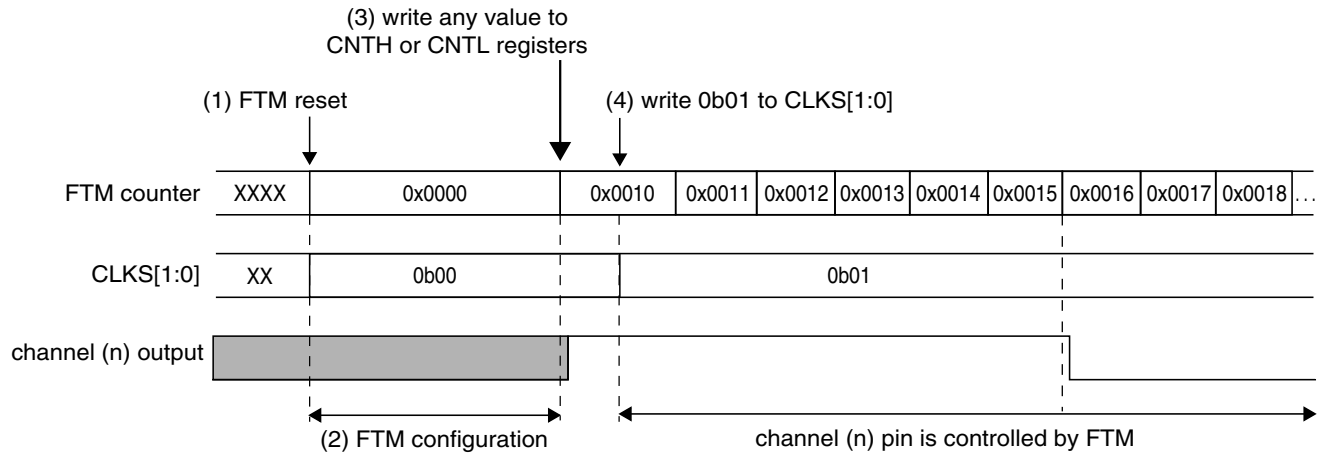 (3) write any value to
CNTH or CNTL registers
(1) FTM reset
(4) write 0b01 to CLKS[1:0]
FTM counter XXXX 0x0000 0x0010 0x0011 0x0012 0x0013 0x0014 0x0015 0x0016 0x0017 0x0018 ...
CLKS[1:0] XX 0b00 0b01
channel (n) output
(2) FTM configuration channel (n) pin is controlled by FTM